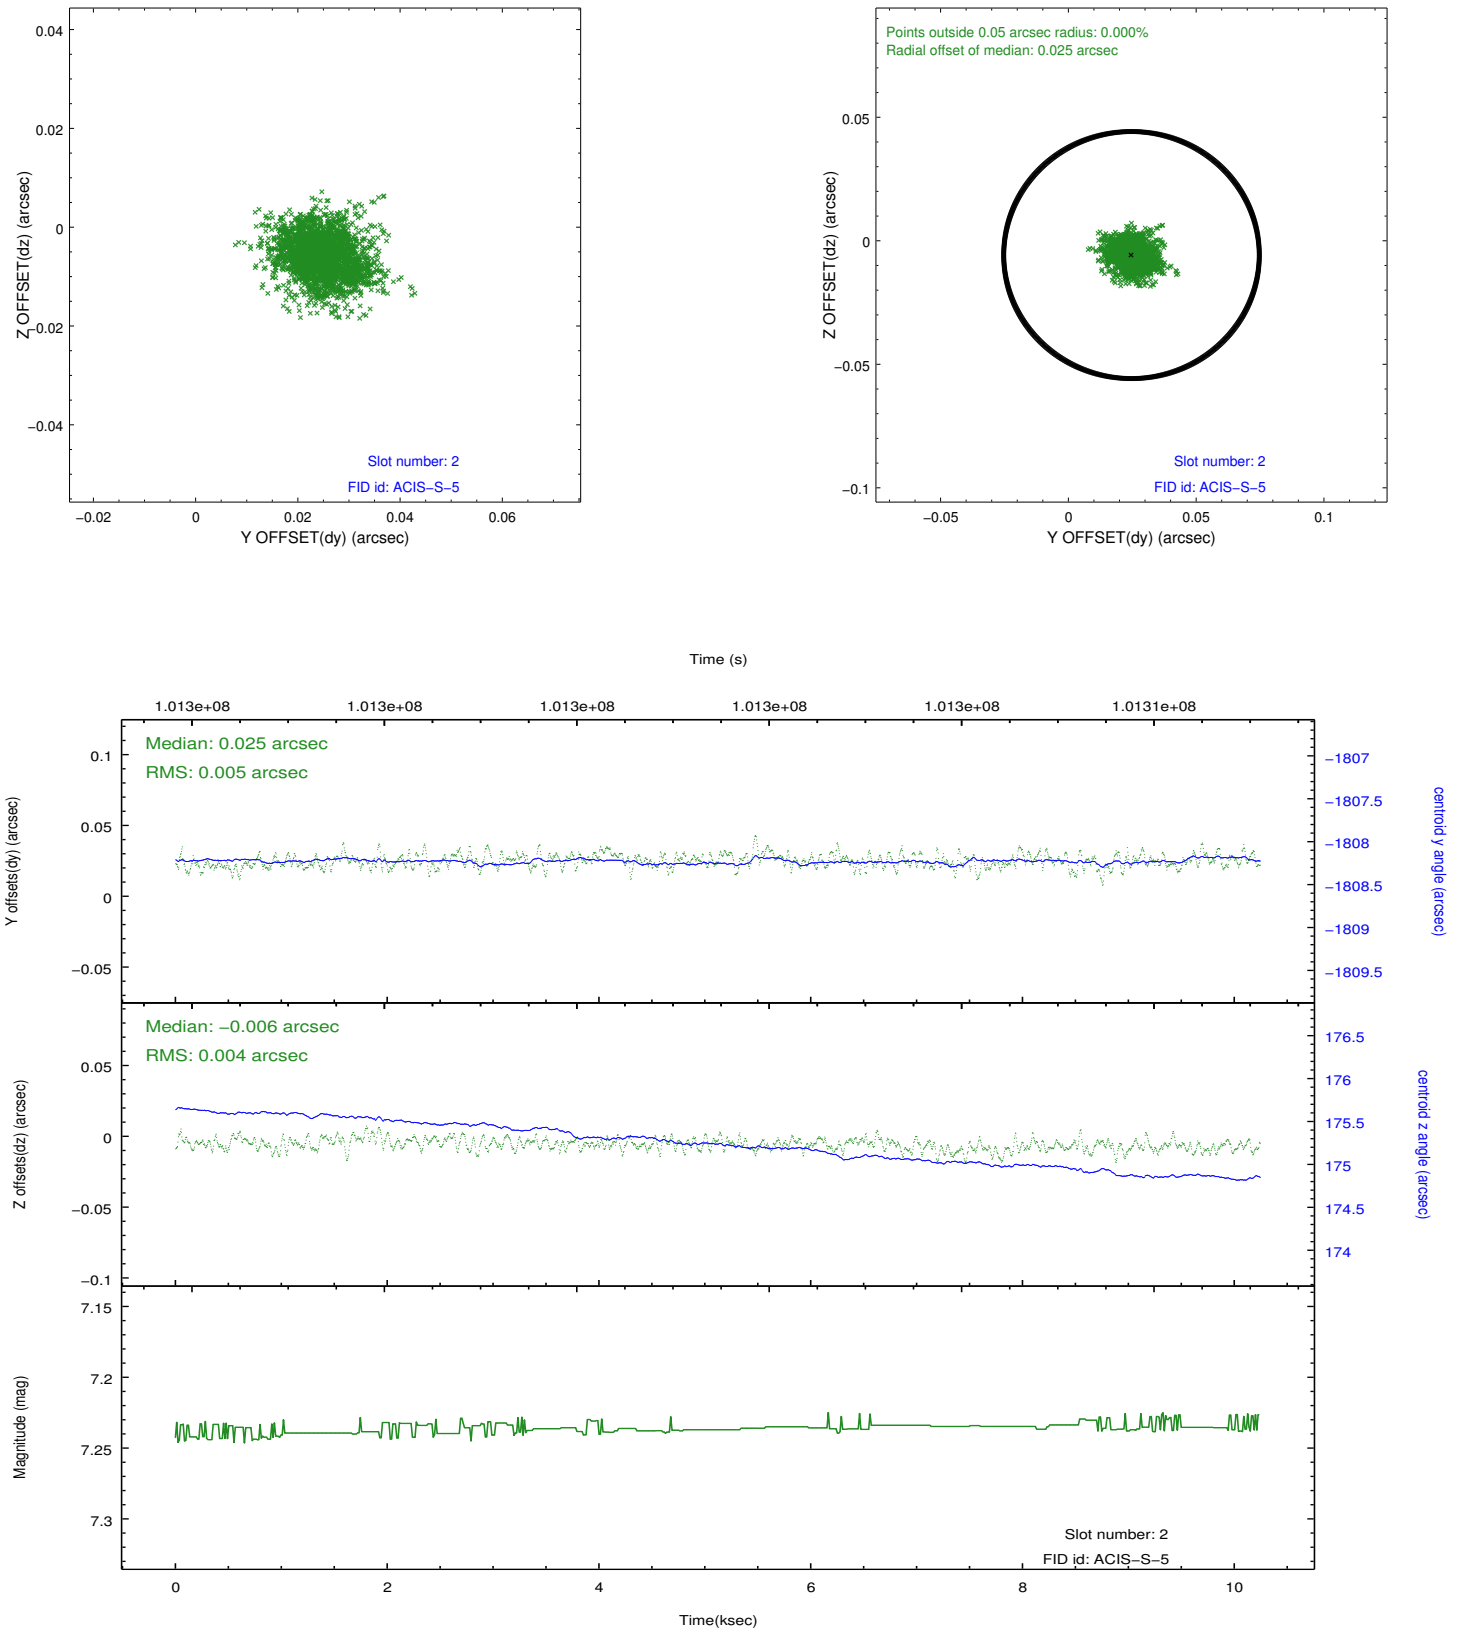 0.04
0.02
0
−0.02
−0.04
Z OFFSET(dz) (arcsec)
Slot number: 2
FID id: ACIS−S−5
−0.02 0 0.02 0.04 0.06
Y OFFSET(dy) (arcsec)
Points outside 0.05 arcsec radius: 0.000%
Radial offset of median: 0.025 arcsec
0.05
0
−0.05
−0.1
Z OFFSET(dz) (arcsec)
Slot number: 2
FID id: ACIS−S−5
−0.05 0 0.05 0.1
Y OFFSET(dy) (arcsec)
Time (s)
1.013e+08 1.013e+08 1.013e+08 1.013e+08 1.013e+08 1.0131e+08
Median: 0.025 arcsec
RMS: 0.005 arcsec
0.1
0.05
0
−0.05
Y offsets(dy) (arcsec)
−1807
−1807.5
−1808
−1808.5
−1809
−1809.5
centroid y angle (arcsec)
Median: −0.006 arcsec
RMS: 0.004 arcsec
0.05
0
−0.05
−0.1
Z offsets(dz) (arcsec)
176.5
176
175.5
175
174.5
174
centroid z angle (arcsec)
7.15
7.2
7.25
7.3
Magnitude (mag)
Slot number: 2
FID id: ACIS−S−5
0 2 4 6 8 10
Time(ksec)